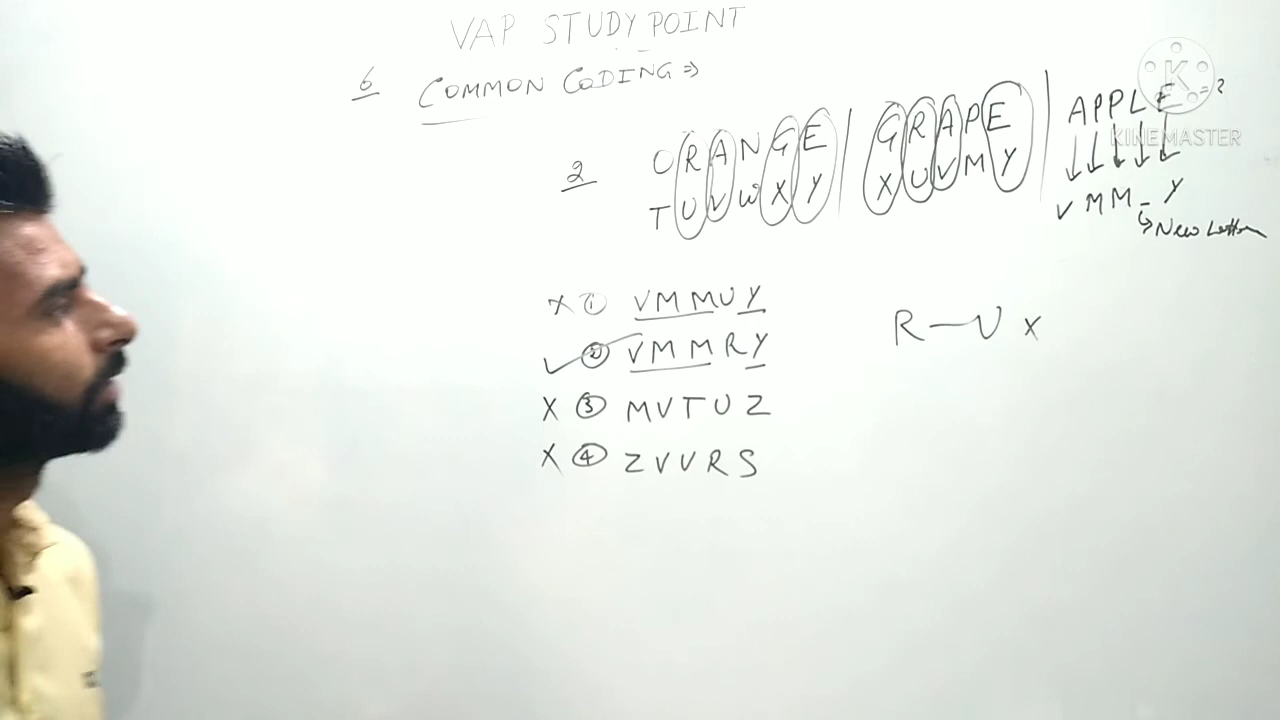 VAP STUDY POINT
6 COMMON CODING ⇒
2 ORANGE | GRAPE | APPLE = ?
TUVWXY XUVMY VMM_Y
New Letter
X ① VMMUY
✓ ② VMMRY
R — U X
X ③ MVTUZ
X ④ ZVVRS
K
KINEMASTER